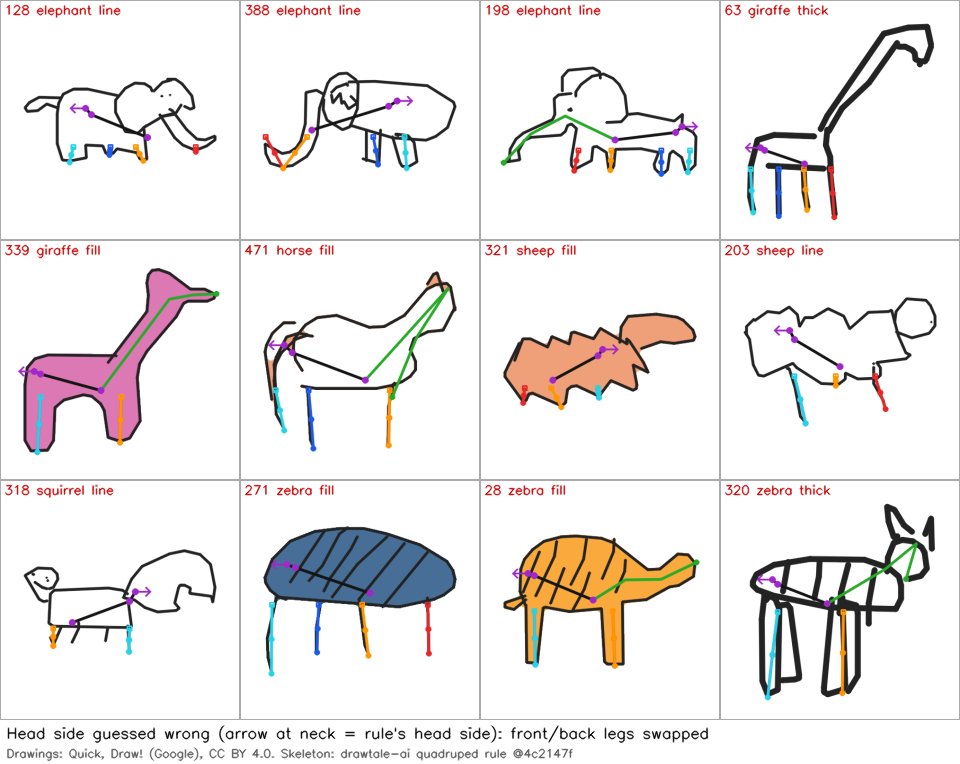 128 elephant line
388 elephant line
198 elephant line
63 giraffe thick
339 giraffe fill
471 horse fill
321 sheep fill
203 sheep line
318 squirrel line
271 zebra fill
28 zebra fill
320 zebra thick
Head side guessed wrong (arrow at neck = rule's head side): front/back legs swapped
Drawings: Quick, Draw! (Google), CC BY 4.0. Skeleton: drawtale-ai quadruped rule @4c2147f